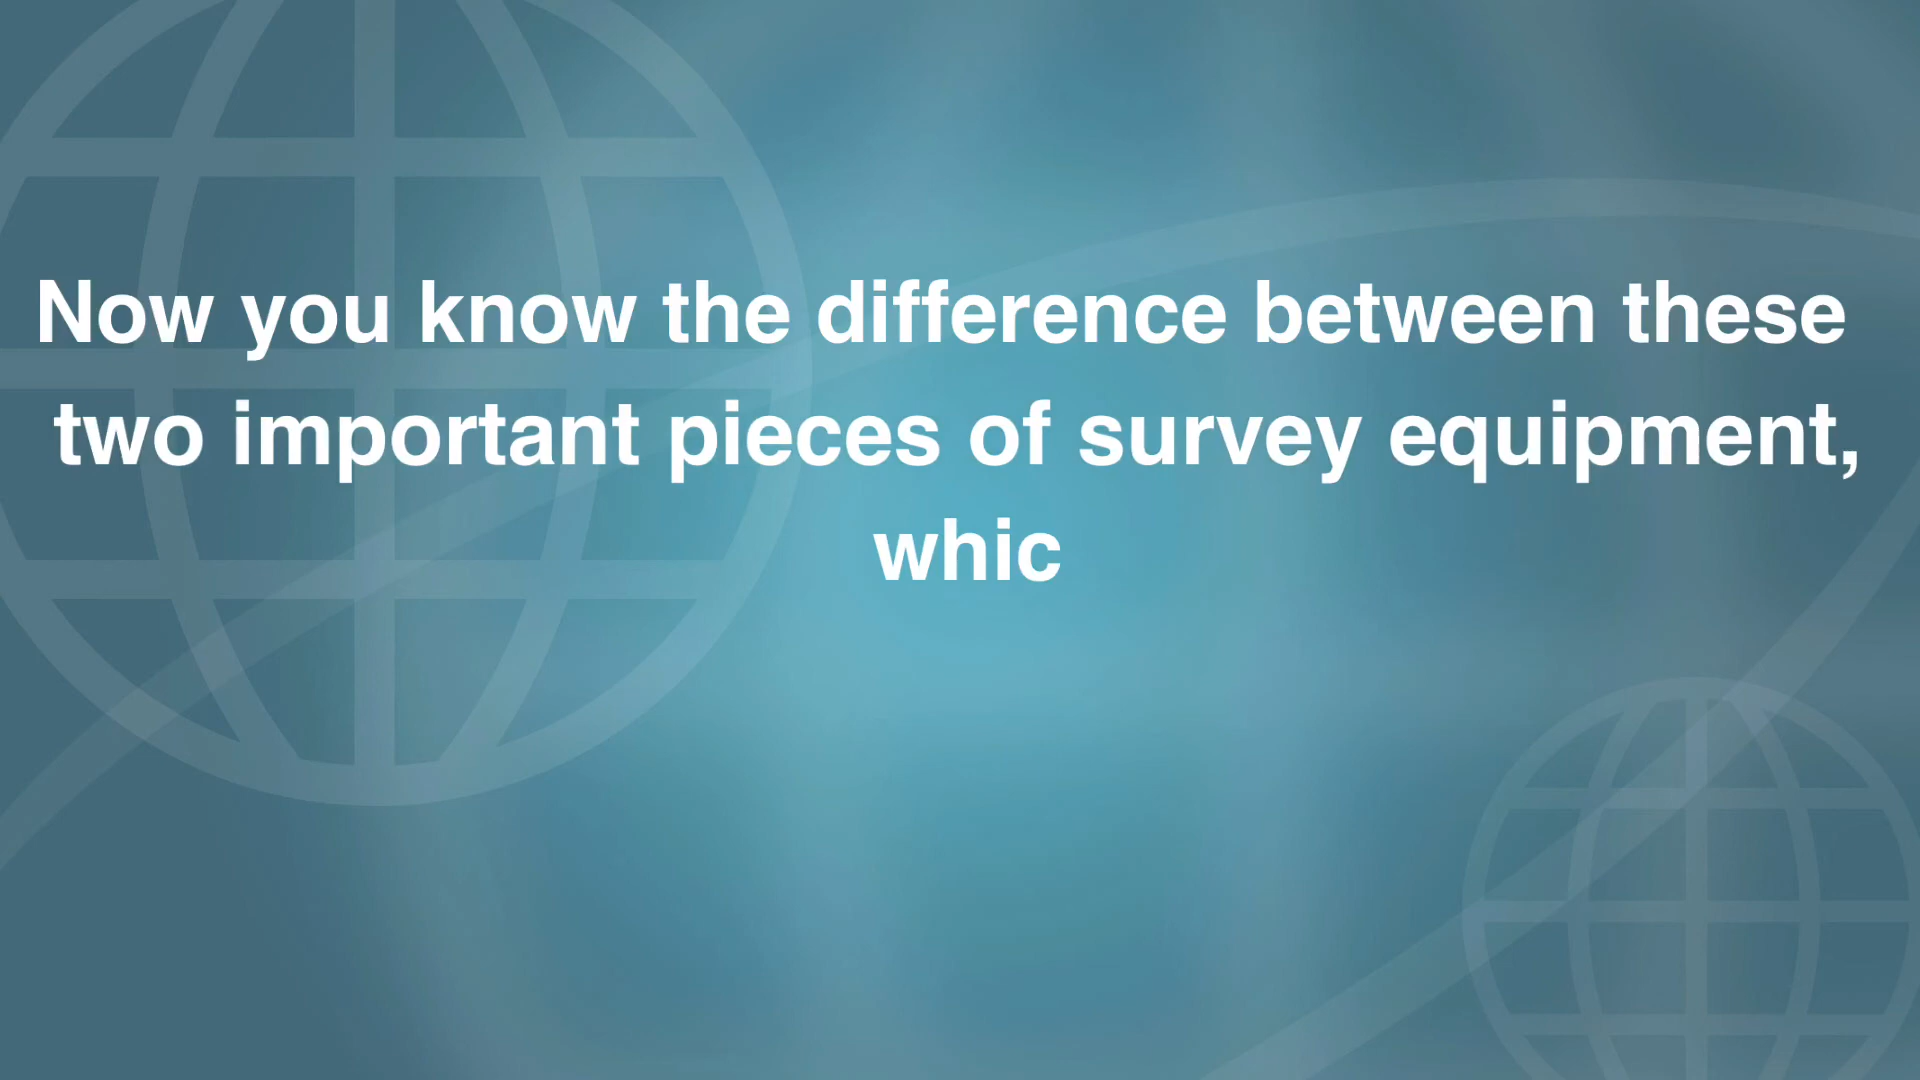 Now you know the difference between these
two important pieces of survey equipment,
whic